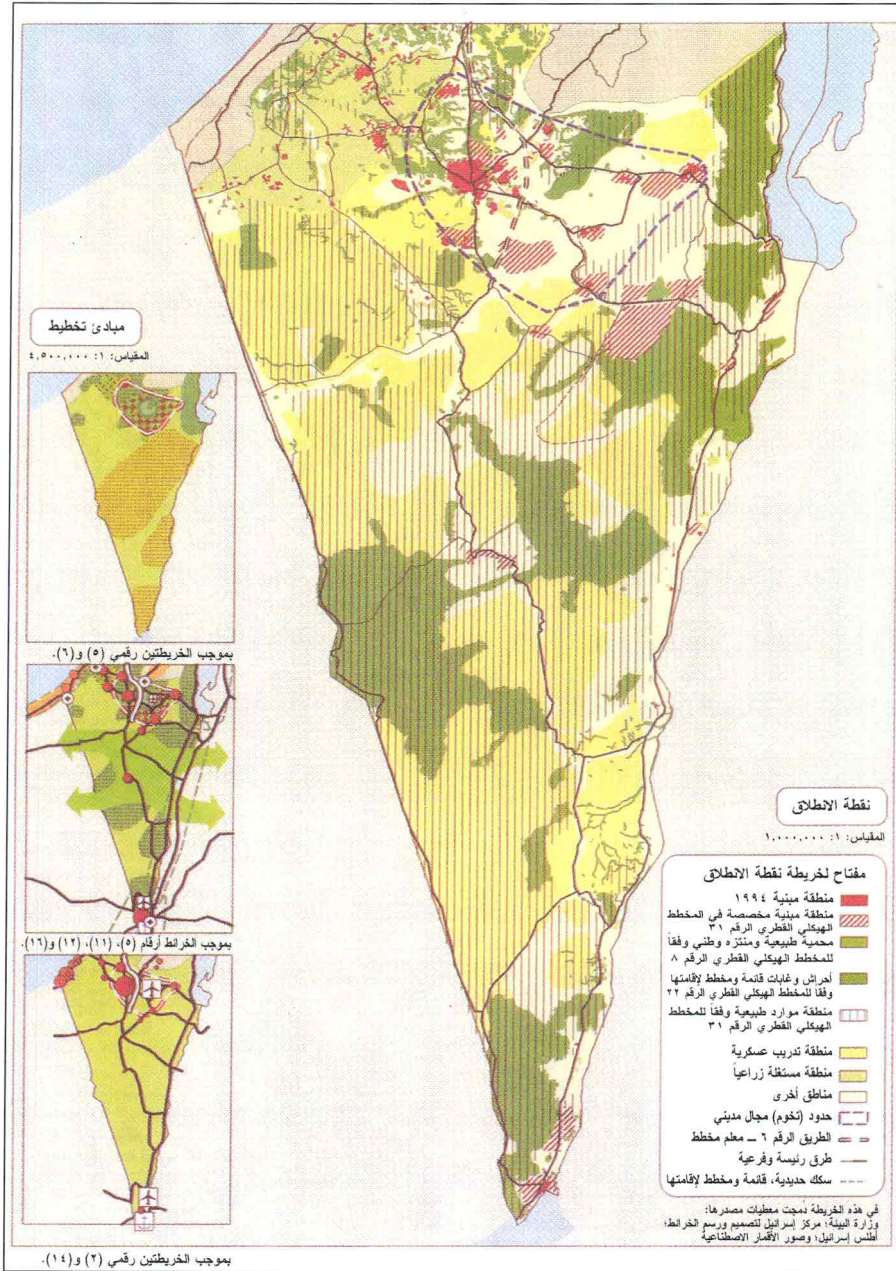 مبادئ تخطيط
المقياس: ١: ٤,٥٠٠,٠٠٠
بموجب الخريطتين رقمي (٥) و(٦).
بموجب الخرائط أرقام (٥)، (١١)، (١٢) و(١٦).
بموجب الخريطتين رقمي (٢) و(١٤).
نقطة الانطلاق
المقياس: ١: ١,٠٠٠,٠٠٠
مفتاح لخريطة نقطة الانطلاق
منطقة مبنية ١٩٩٤
منطقة مبنية مخصصة في المخطط
الهيكلي القطري الرقم ٣١
محمية طبيعية ومنتزه وطني وفقاً
للمخطط الهيكلي القطري الرقم ٨
أحراش وغابات قائمة ومخطط لإقامتها
وفقا للمخطط الهيكلي القطري الرقم ٢٢
منطقة موارد طبيعية وفقاً للمخطط
الهيكلي القطري الرقم ٣١
منطقة تدريب عسكرية
منطقة مستغلة زراعياً
مناطق أخرى
حدود (تخوم) مجال مديني
الطريق الرقم ٦ ــ معلم مخطط
طرق رئيسة وفرعية
سكك حديدية، قائمة ومخطط لإقامتها
في هذه الخريطة دُمجت معطيات مصدرها:
وزارة البيئة؛ مركز إسرائيل لتصميم ورسم الخرائط؛
أطلس إسرائيل؛ وصور الأقمار الاصطناعية